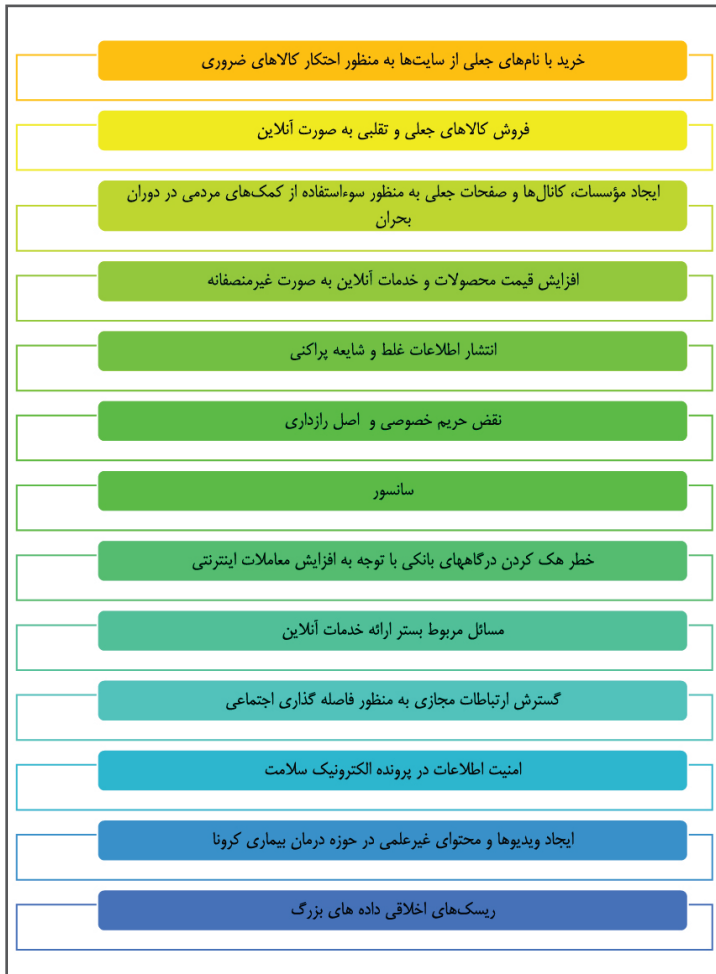 خرید با نام‌های جعلی از سایت‌ها به منظور احتکار کالاهای ضروری
فروش کالاهای جعلی و تقلبی به صورت آنلاین
ایجاد مؤسسات، کانال‌ها و صفحات جعلی به منظور سوءاستفاده از کمک‌های مردمی در دوران
بحران
افزایش قیمت محصولات و خدمات آنلاین به صورت غیرمنصفانه
انتشار اطلاعات غلط و شایعه پراکنی
نقض حریم خصوصی و اصل رازداری
سانسور
خطر هک کردن درگاههای بانکی با توجه به افزایش معاملات اینترنتی
مسائل مربوط بستر ارائه خدمات آنلاین
گسترش ارتباطات مجازی به منظور فاصله گذاری اجتماعی
امنیت اطلاعات در پرونده الکترونیک سلامت
ایجاد ویدیوها و محتوای غیرعلمی در حوزه درمان بیماری کرونا
ریسک‌های اخلاقی داده های بزرگ